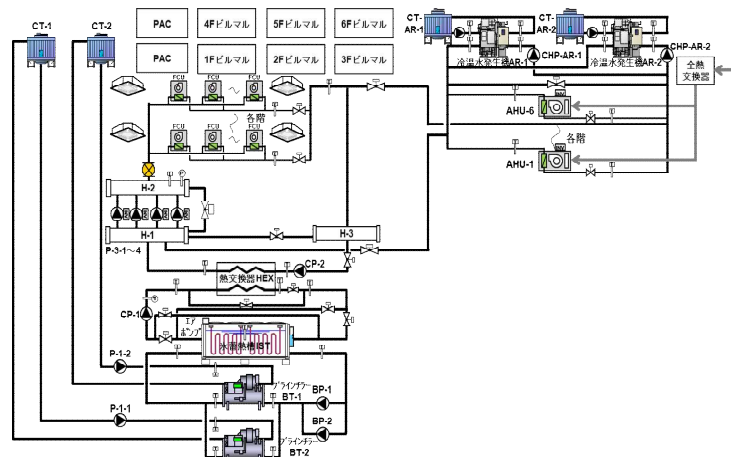 CT-1
CT-2
PAC
4Fビルマル
5Fビルマル
6Fビルマル
PAC
1Fビルマル
2Fビルマル
3Fビルマル
CT-
AR-1
CT-
AR-2
冷温水発生機AR-1
CHP-AR-1
冷温水発生機AR-2
CHP-AR-2
全熱
交換器
FCU
FCU
FCU
各階
FCU
FCU
FCU
INV
AHU-6
各階
INV
AHU-1
H-2
H-1
P-3-1～4
H-3
CP-2
熱交換器HEX
CP-1
エア
ポンプ
氷蓄熱槽IST
P-1-2
ブラインチラー
BT-1
BP-1
P-1-1
BP-2
ブラインチラー
BT-2